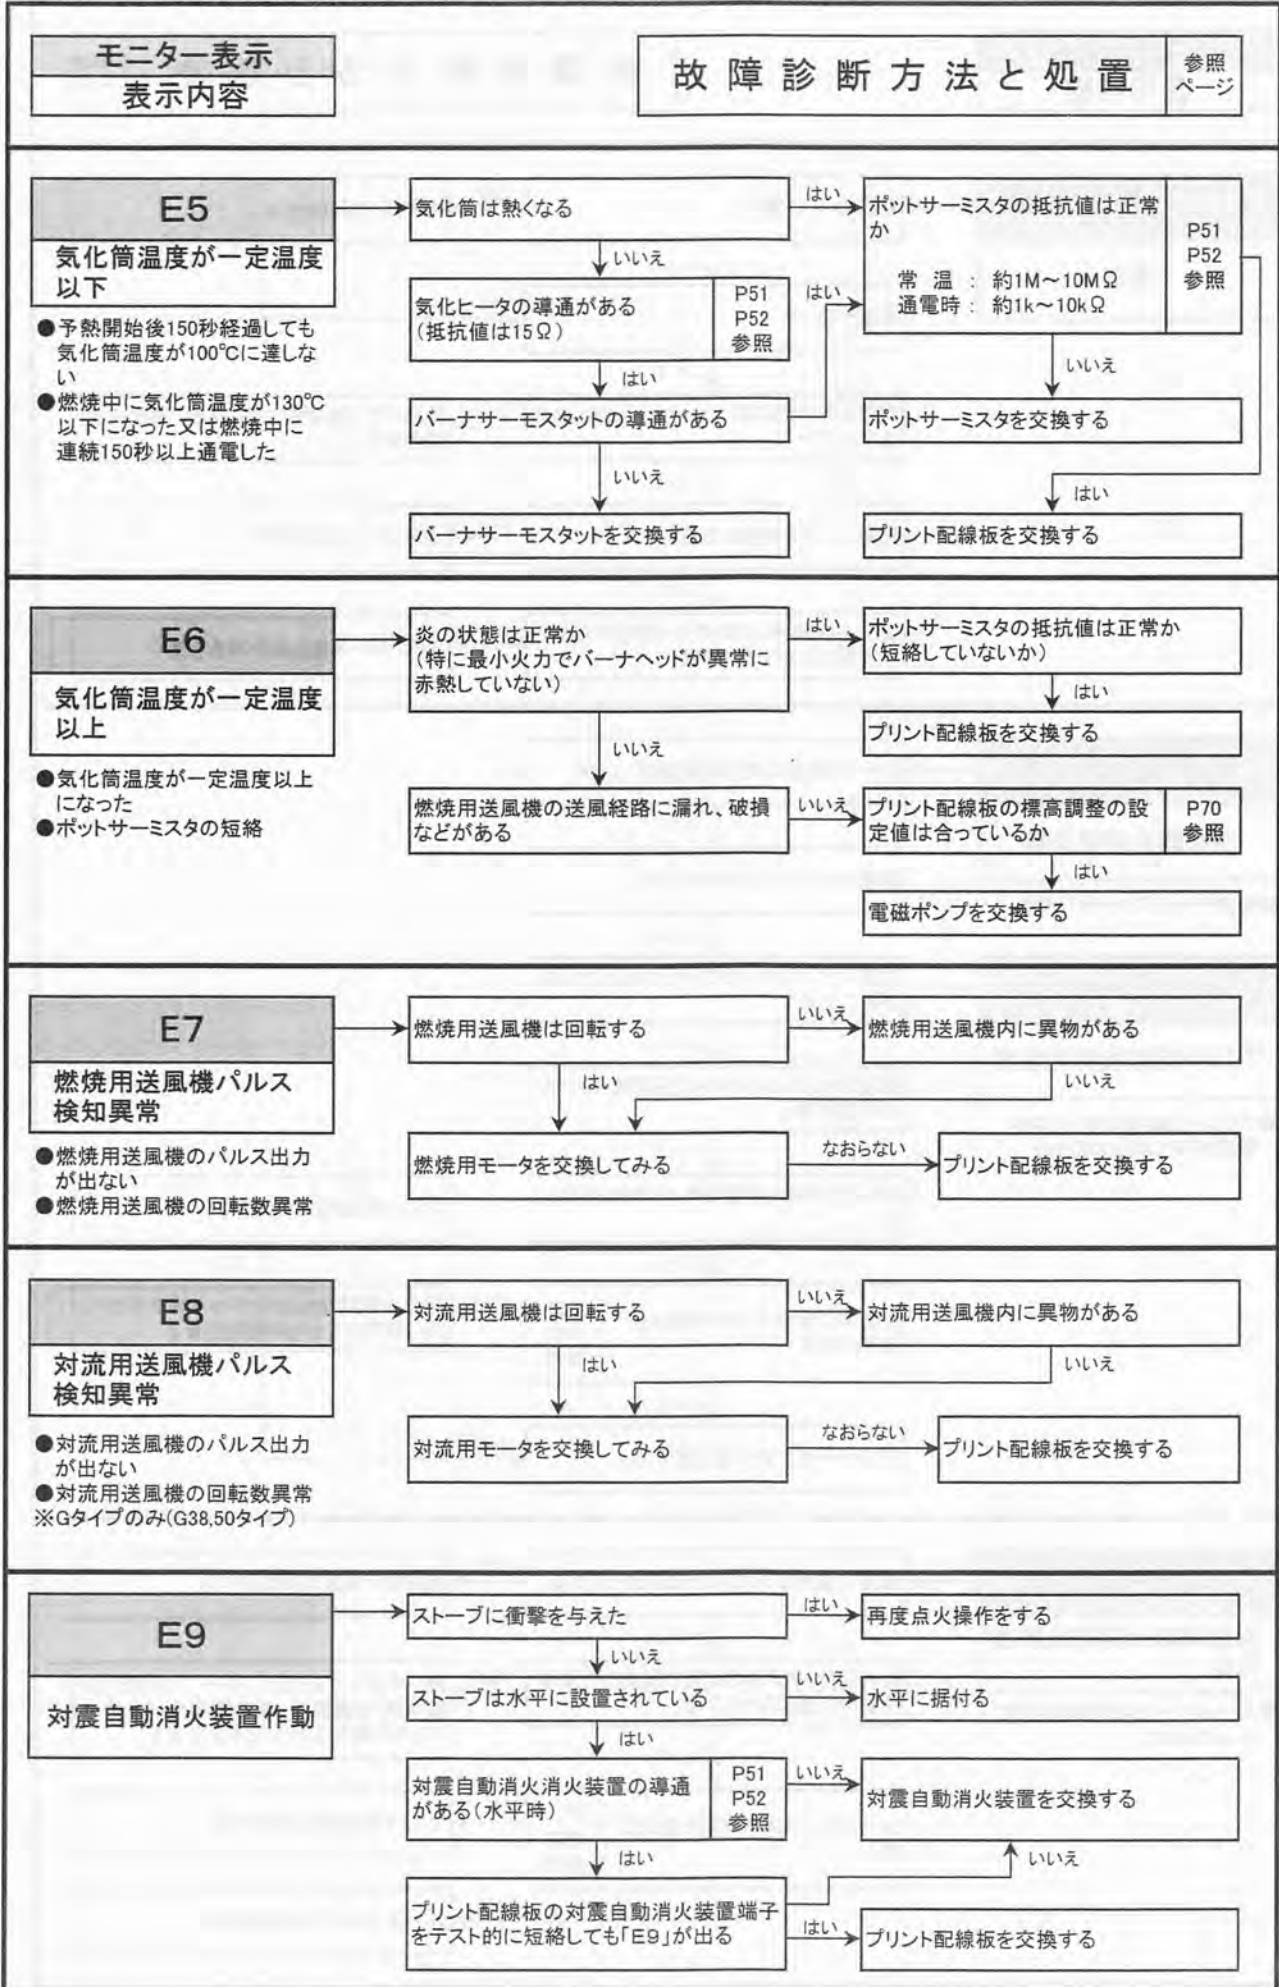 モニター表示
表示内容
故障診断方法と処置
参照
ページ
E5
気化筒温度が一定温度
以下
●予熱開始後150秒経過しても
気化筒温度が100℃に達しな
い
●燃焼中に気化筒温度が130℃
以下になった又は燃焼中に
連続150秒以上通電した
気化筒は熱くなる
はい
いいえ
ポットサーミスタの抵抗値は正常
か
常 温 : 約1M～10MΩ
通電時 : 約1k～10kΩ
P51
P52
参照
気化ヒータの導通がある
(抵抗値は15Ω)
P51
P52
参照
はい
はい
いいえ
バーナサーモスタットの導通がある
ポットサーミスタを交換する
いいえ
はい
バーナサーモスタットを交換する
プリント配線板を交換する
E6
気化筒温度が一定温度
以上
●気化筒温度が一定温度以上
になった
●ポットサーミスタの短絡
炎の状態は正常か
(特に最小火力でバーナヘッドが異常に
赤熱していない)
はい
ポットサーミスタの抵抗値は正常か
(短絡していないか)
はい
プリント配線板を交換する
いいえ
燃焼用送風機の送風経路に漏れ、破損
などがある
いいえ
プリント配線板の標高調整の設
定値は合っているか
P70
参照
はい
電磁ポンプを交換する
E7
燃焼用送風機パルス
検知異常
●燃焼用送風機のパルス出力
が出ない
●燃焼用送風機の回転数異常
燃焼用送風機は回転する
いいえ
燃焼用送風機内に異物がある
はい
いいえ
燃焼用モータを交換してみる
なおらない
プリント配線板を交換する
E8
対流用送風機パルス
検知異常
●対流用送風機のパルス出力
が出ない
●対流用送風機の回転数異常
※Gタイプのみ(G38,50タイプ)
対流用送風機は回転する
いいえ
対流用送風機内に異物がある
はい
いいえ
対流用モータを交換してみる
なおらない
プリント配線板を交換する
E9
対震自動消火装置作動
ストーブに衝撃を与えた
はい
再度点火操作をする
いいえ
ストーブは水平に設置されている
いいえ
水平に据付る
はい
対震自動消火消火装置の導通
がある(水平時)
P51
P52
参照
いいえ
対震自動消火装置を交換する
はい
いいえ
プリント配線板の対震自動消火装置端子
をテスト的に短絡しても「E9」が出る
はい
プリント配線板を交換する